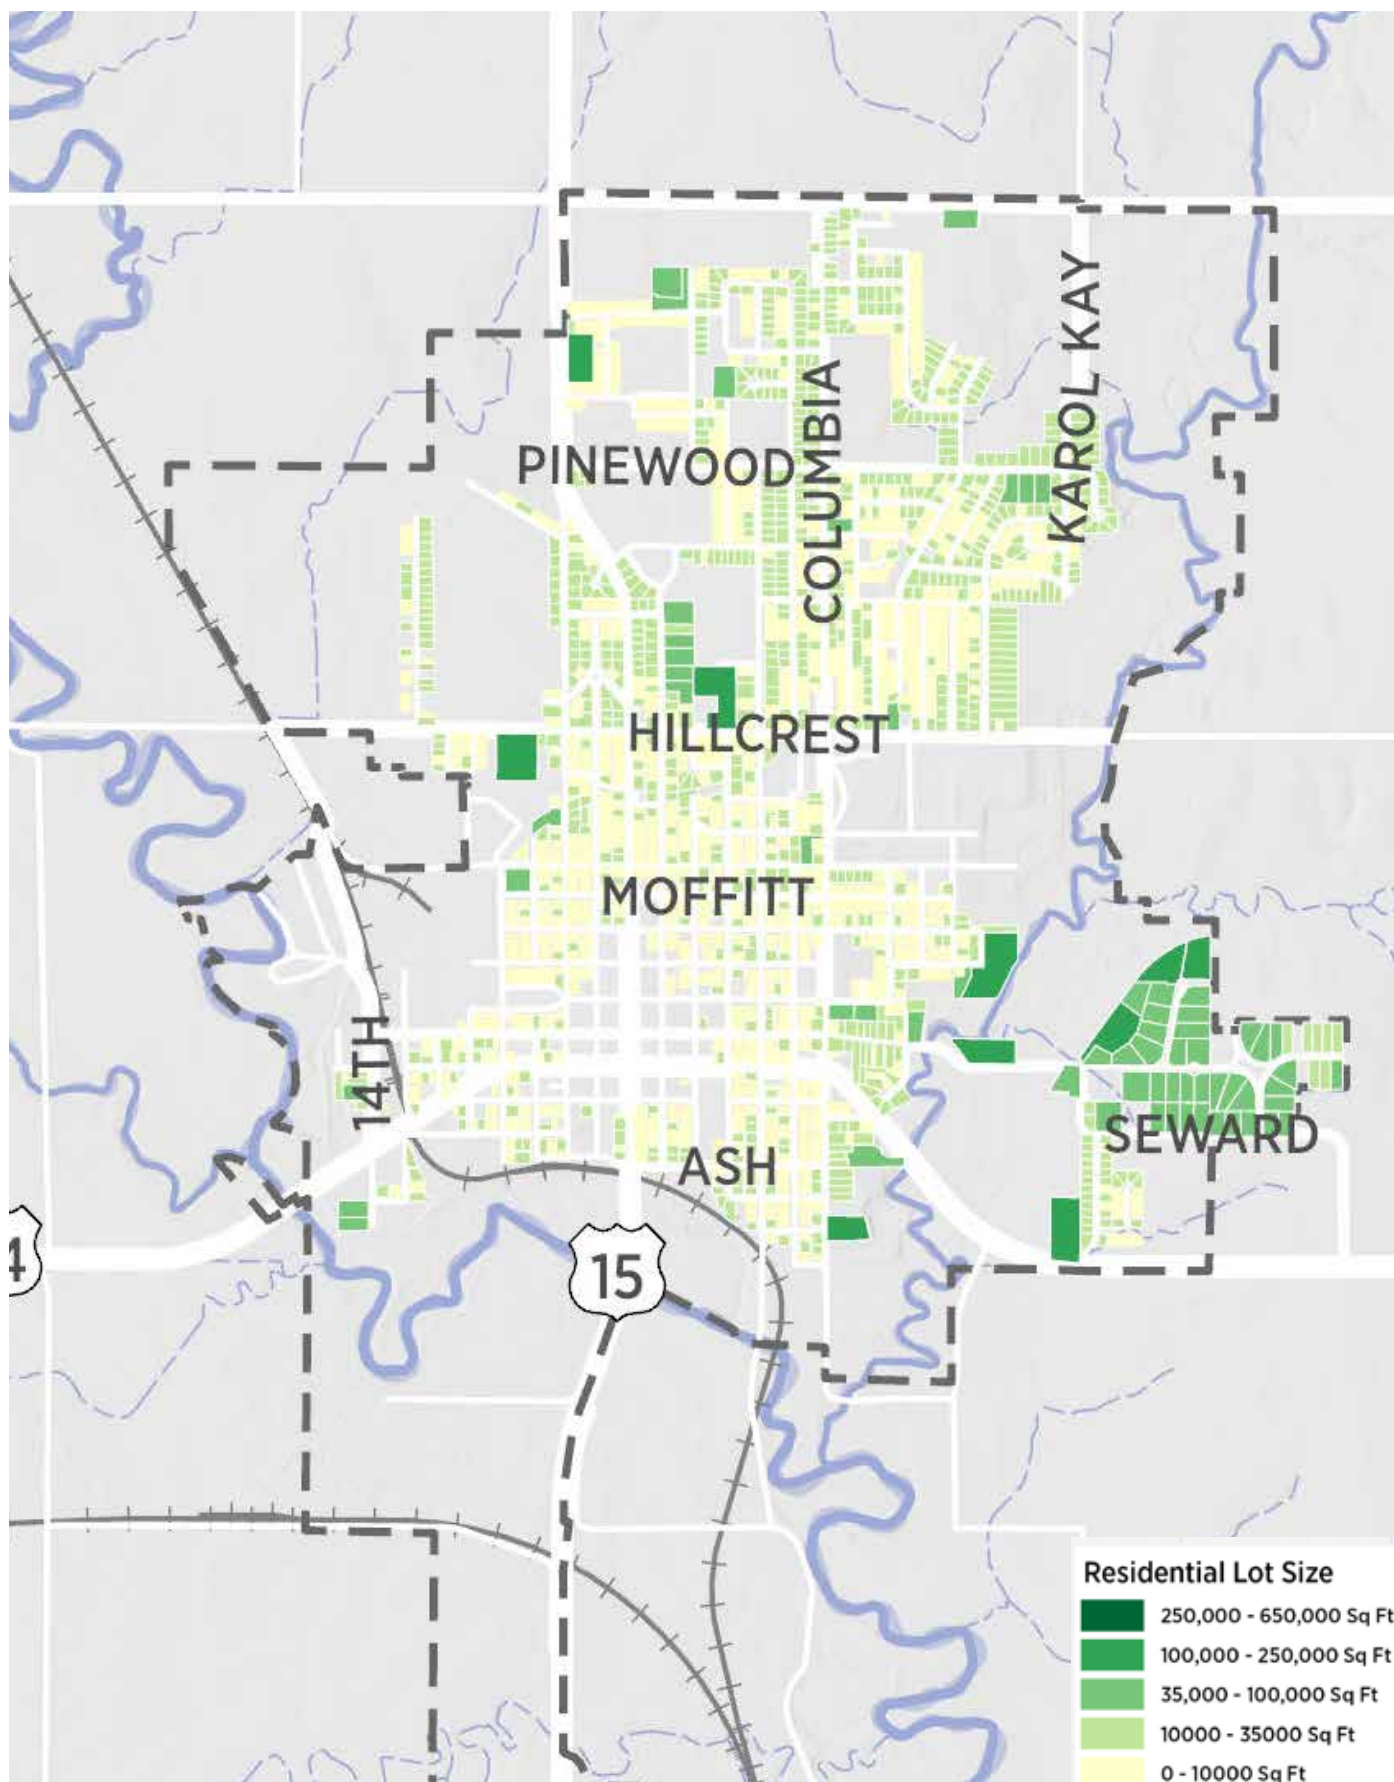 KAROL KAY
COLUMBIA
PINEWOOD
HILLCREST
MOFFITT
14TH
SEWARD
ASH
4
15
Residential Lot Size
250,000 - 650,000 Sq Ft
100,000 - 250,000 Sq Ft
35,000 - 100,000 Sq Ft
10000 - 35000 Sq Ft
0 - 10000 Sq Ft